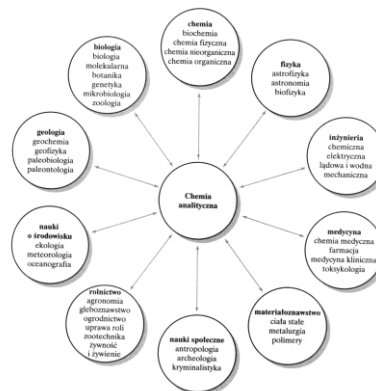 chemia
biochemia
chemia fizyczna
chemia nieorganiczna
chemia organiczna
biologia
biologia
molekularna
botanika
genetyka
mikrobiologia
zoologia
fizyka
astrofizyka
astronomia
biofizyka
geologia
geochemia
geofizyka
paleobiologia
paleontologia
inżynieria
chemiczna
elektryczna
lądowa i wodna
mechaniczna
Chemia
analityczna
nauki
o środowisku
ekologia
meteorologia
oceanografia
medycyna
chemia medyczna
farmacja
medycyna kliniczna
toksykologia
rolnictwo
agronomia
gleboznawstwo
ogrodnictwo
uprawa roli
zootechnika
żywność
i żywienie
nauki społeczne
antropologia
archeologia
kryminalistyka
materiałoznawstwo
ciała stałe
metalurgia
polimery